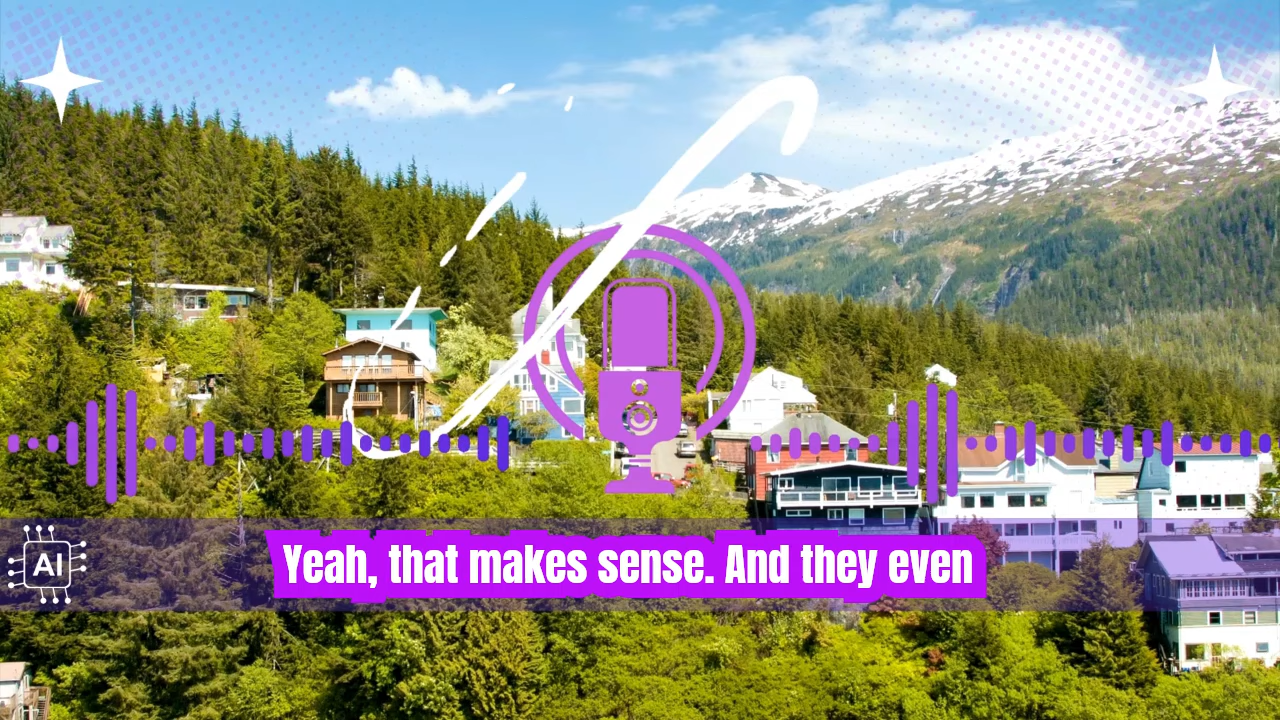 AI
Yeah, that makes sense. And they even